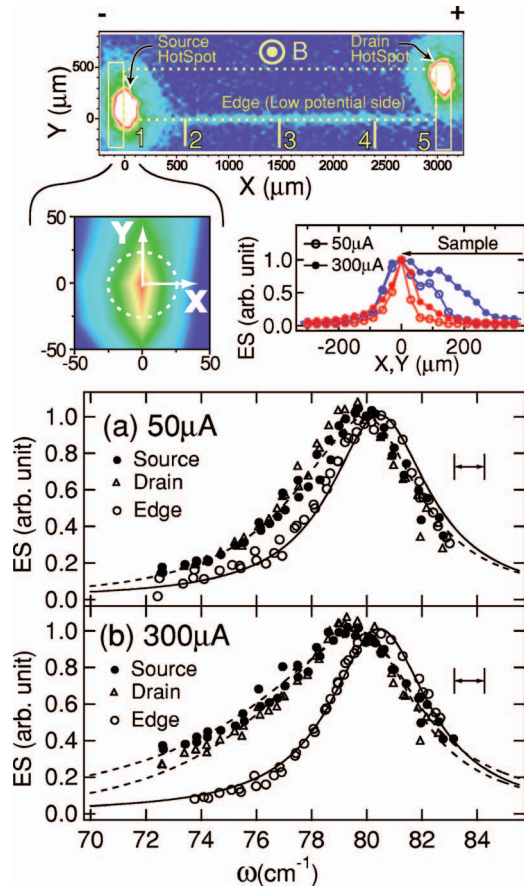 - +
Source HotSpot
B
Drain HotSpot
Edge (Low potential side)
1 2 3 4 5
Y (μm)
500
0
0 500 1000 1500 2000 2500 3000
X (μm)
50
0
-50
-50 0 50
Y
X
ES (arb. unit)
1.0
0.5
0.0
50μA
300μA
Sample
-200 0 200
X,Y (μm)
(a) 50μA
Source
Drain
Edge
ES (arb. unit)
1.0
0.8
0.6
0.4
0.2
0.0
(b) 300μA
Source
Drain
Edge
ES (arb. unit)
1.0
0.8
0.6
0.4
0.2
0.0
70 72 74 76 78 80 82 84
ω(cm⁻¹)